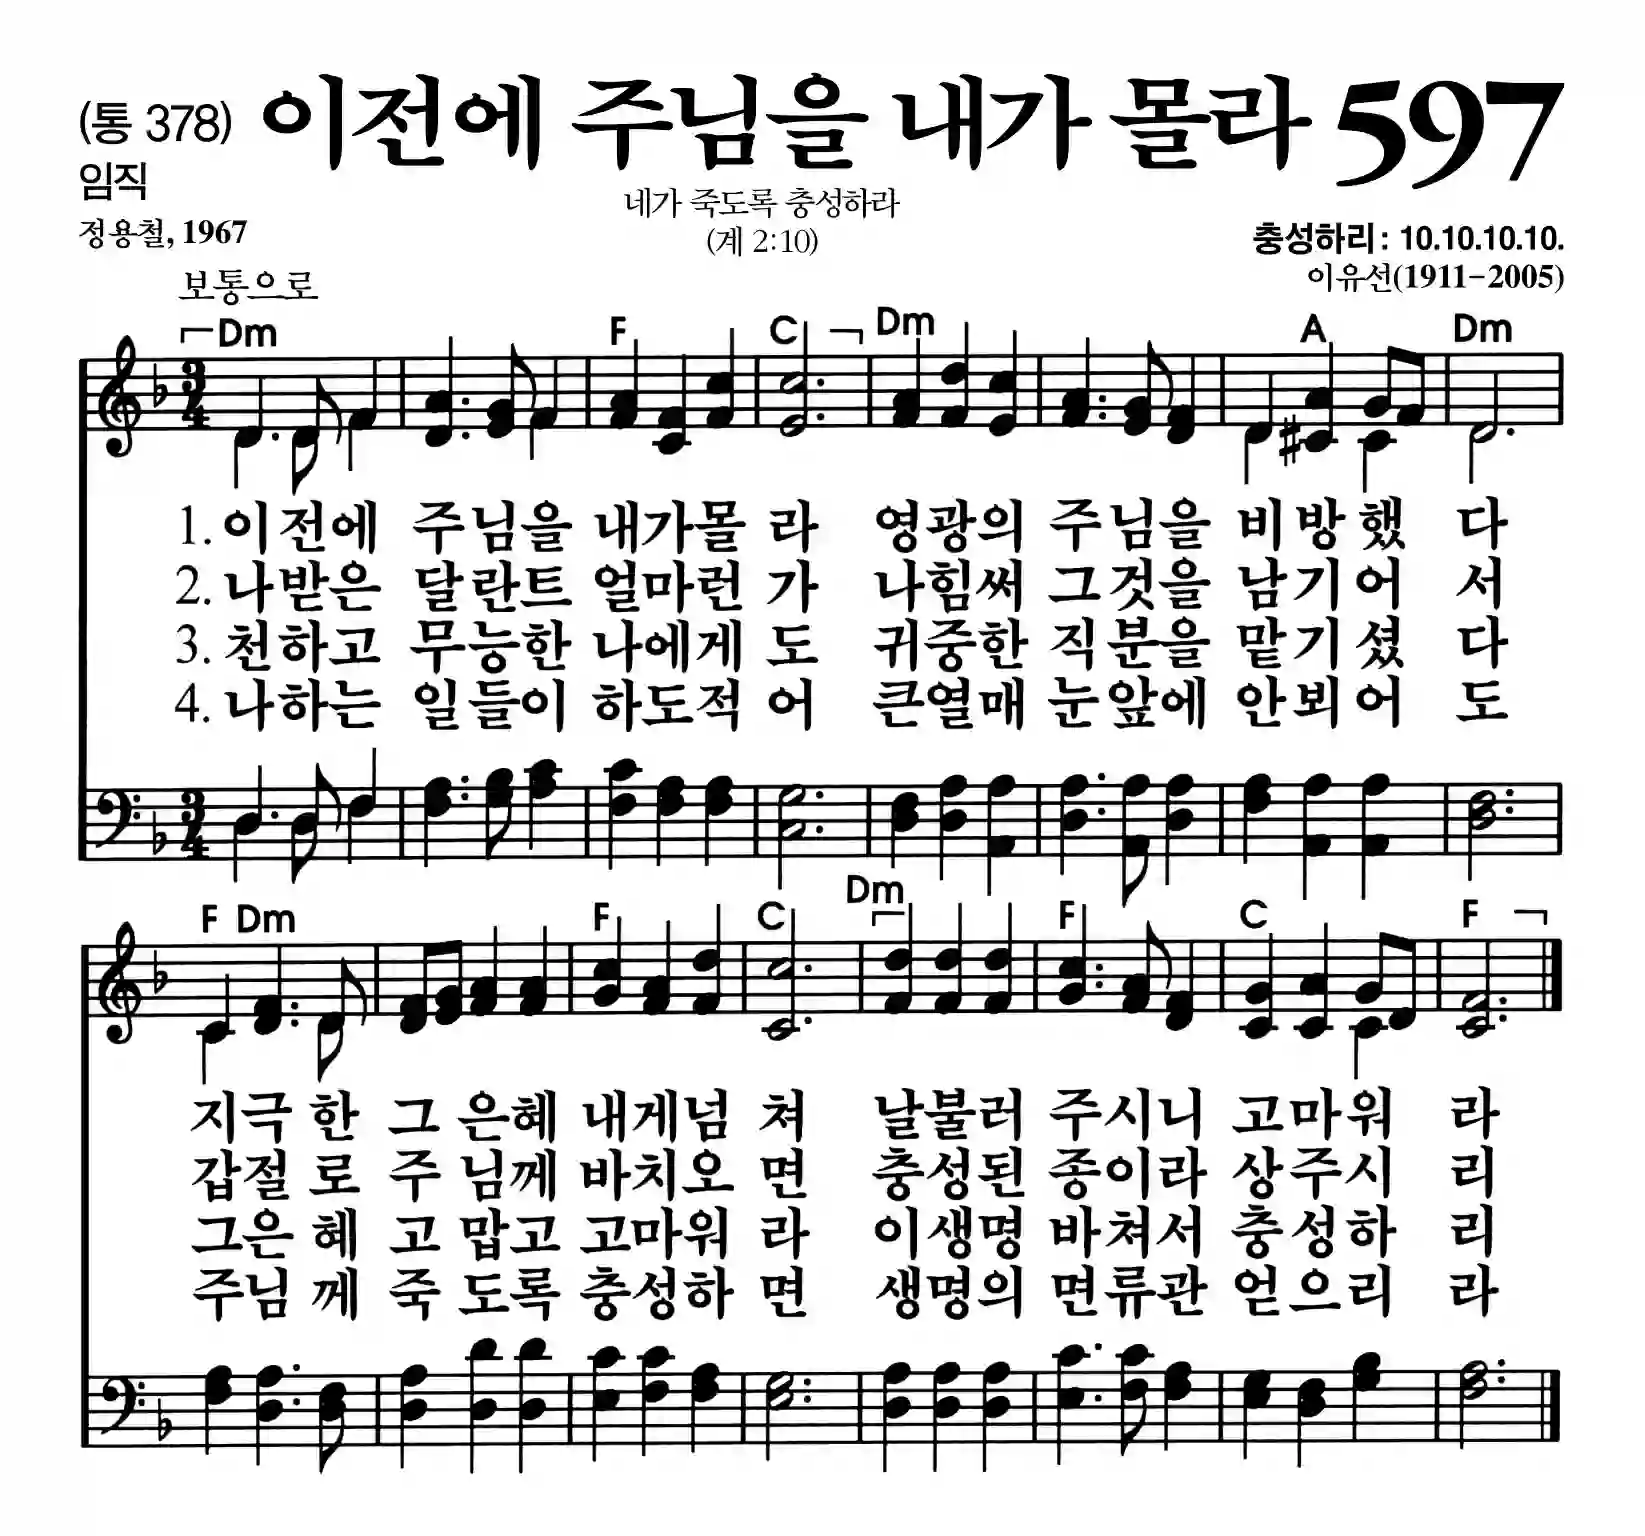 (통 378) 이전에 주님을 내가 몰라 597
임직
네가 죽도록 충성하라
정용철, 1967
(계 2:10)
충성하리: 10.10.10.10.
보통으로
이유선(1911-2005)
Dm F C Dm A Dm
3 4
1. 이전에 주님을 내가몰 라 영광의 주님을 비방했 다
2. 나받은 달란트 얼마런 가 나힘써 그것을 남기어 서
3. 천하고 무능한 나에게 도 귀중한 직분을 맡기셨 다
4. 나하는 일들이 하도적 어 큰열매 눈앞에 안뵈어 도
3 4
F Dm F C Dm F C F
지극 한 그 은혜 내게넘 쳐 날불러 주시니 고마워 라
갑절 로 주 님께 바치오 면 충성된 종이라 상주시 리
그은 혜 고 맙고 고마워 라 이생명 바쳐서 충성하 리
주님 께 죽 도록 충성하 면 생명의 면류관 얻으리 라